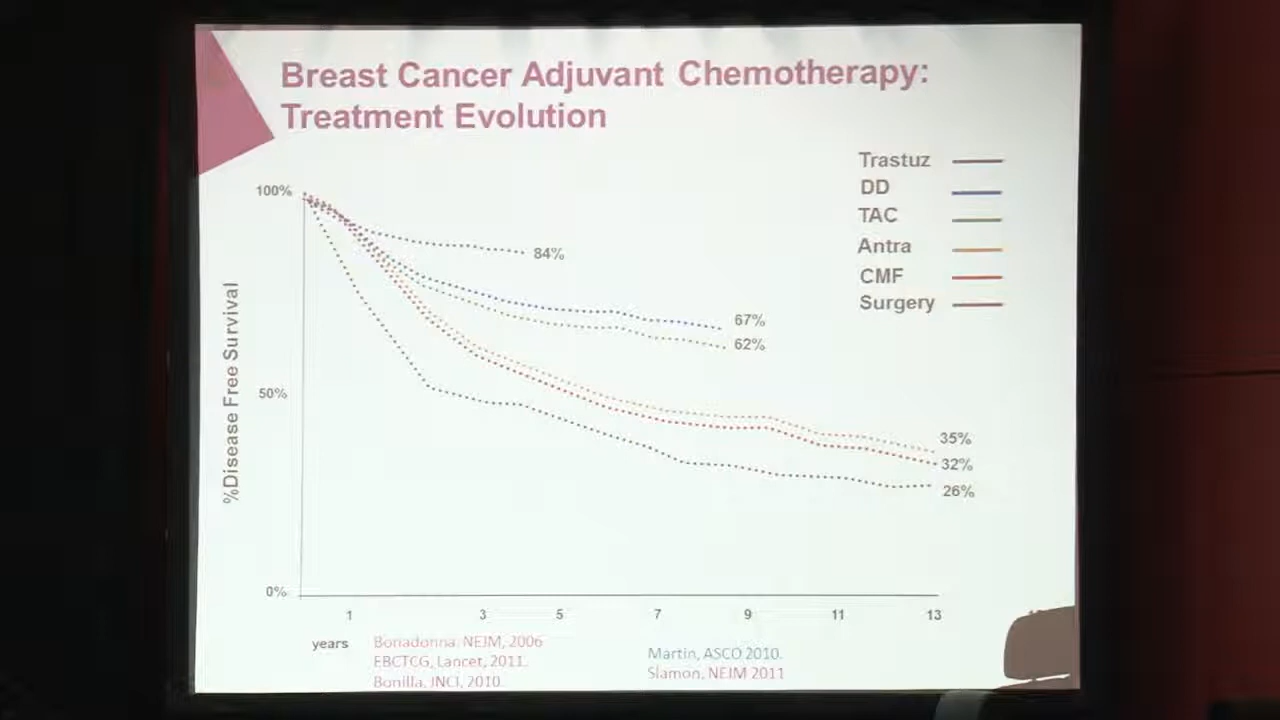 Breast Cancer Adjuvant Chemotherapy:
Treatment Evolution
Trastuz
DD
TAC
Antra
CMF
Surgery
100%
84%
67%
62%
50%
35%
32%
26%
0%
%Disease Free Survival
1 3 5 7 9 11 13
years
Bonadonna. NEJM, 2006
EBCTCG, Lancet, 2011.
Bonilla, JNCI, 2010.
Martin, ASCO 2010.
Slamon, NEJM 2011